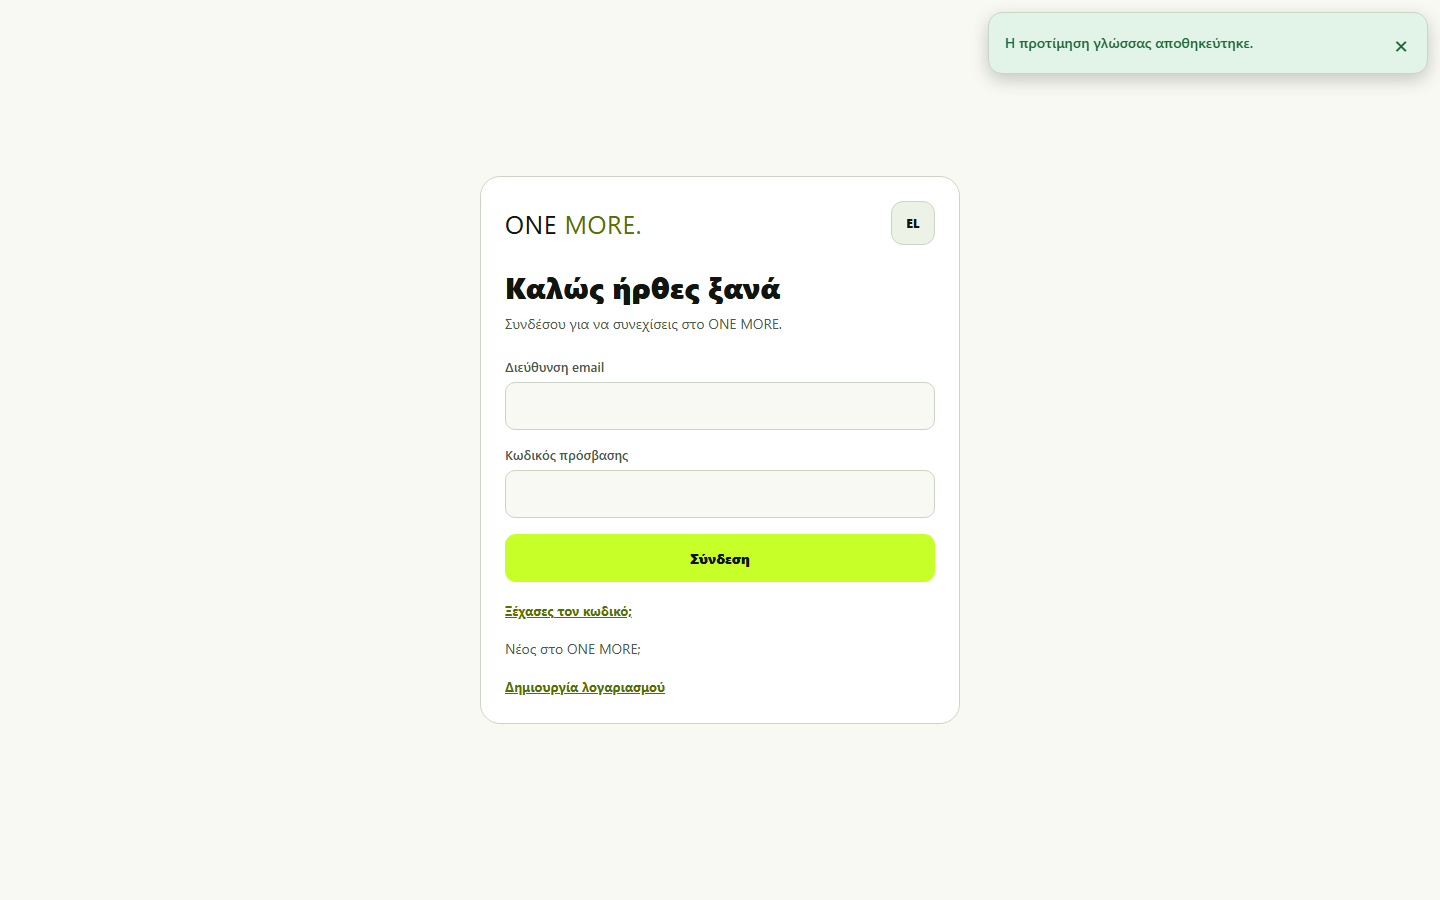 Η προτίμηση γλώσσας αποθηκεύτηκε.
ONE MORE.
EL
Καλώς ήρθες ξανά
Συνδέσου για να συνεχίσεις στο ONE MORE.
Διεύθυνση email
Κωδικός πρόσβασης
Σύνδεση
Ξέχασες τον κωδικό;
Νέος στο ONE MORE;
Δημιουργία λογαριασμού